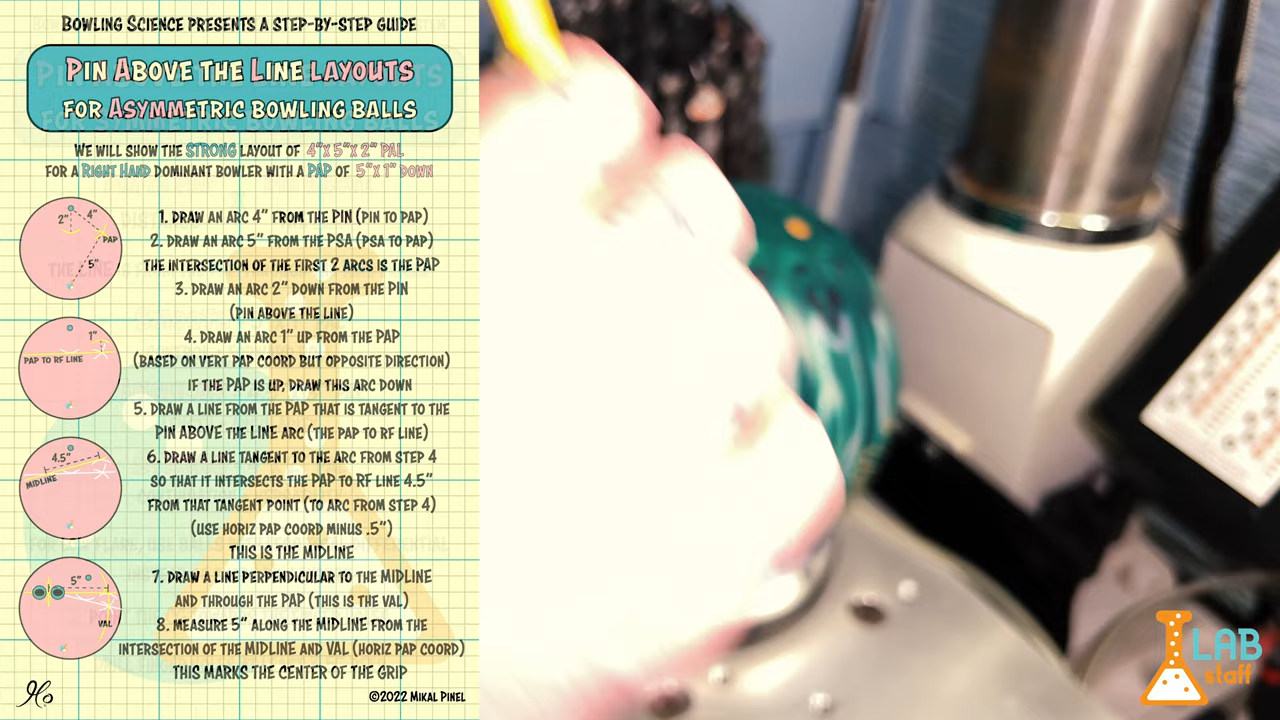 Bowling Science presents a step-by-step guide
Pin Above the Line layouts
for Asymmetric bowling balls
We will show the STRONG layout of 4"x 5"x 2" PAL
for a Right Hand dominant bowler with a PAP of 5"x 1" down
2" 4"
PAP
5"
1. Draw an arc 4" from the pin (Pin to PAP)
2. Draw an arc 5" from the PSA (PSA to PAP)
The intersection of the first 2 arcs is the PAP
3. Draw an arc 2" down from the pin
(Pin above the line)
1"
PAP to RF line
4. Draw an arc 1" up from the PAP
(Based on vert PAP coord but opposite direction)
If the PAP is up, draw this arc down
5. Draw a line from the PAP that is tangent to the
Pin above the line arc (the PAP to RF line)
4.5"
Midline
6. Draw a line tangent to the arc from step 4
so that it intersects the PAP to RF line 4.5"
from that tangent point (to arc from step 4)
(use horiz PAP coord minus .5")
This is the midline
5"
VAL
7. Draw a line perpendicular to the midline
and through the PAP (this is the VAL)
8. Measure 5" along the midline from the
intersection of the midline and VAL (horiz PAP coord)
This marks the center of the grip
©2022 Mikal Pinel
LAB
staff